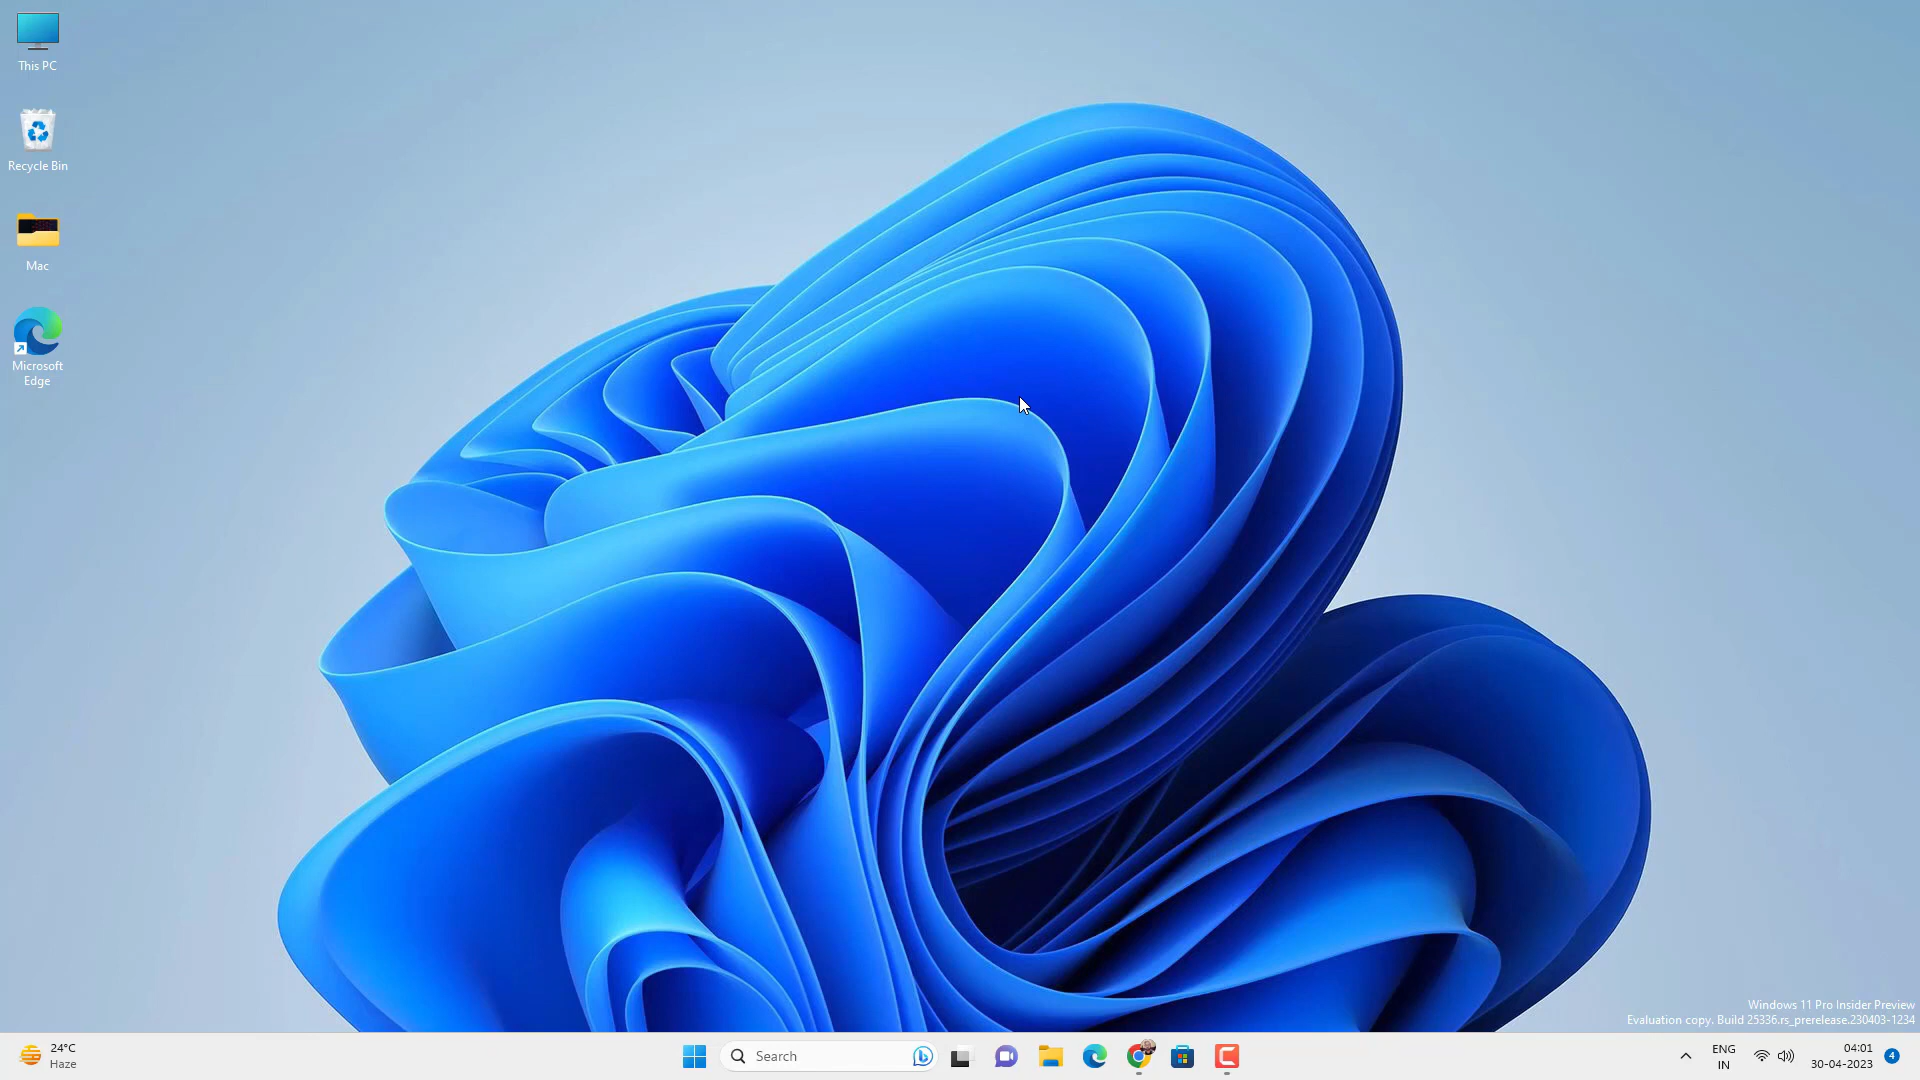 This PC
Recycle Bin
Mac
Microsoft
Edge
Windows 11 Pro Insider Preview
Evaluation copy. Build 25336.rs_prerelease.230403-1234
24°C
Haze
Search
ENG
IN
04:01
30-04-2023
4